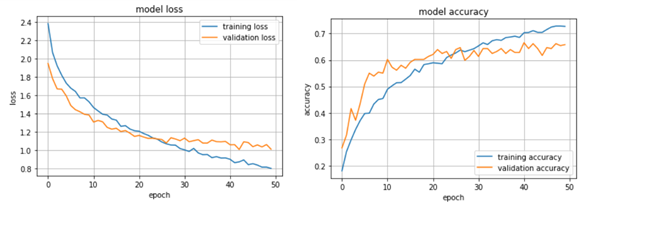 model loss
training loss
validation loss
2.4
2.2
2.0
1.8
1.6
1.4
1.2
1.0
0.8
loss
0
10
20
30
40
50
epoch
model accuracy
0.7
0.6
0.5
0.4
0.3
0.2
accuracy
training accuracy
validation accuracy
0
10
20
30
40
50
epoch